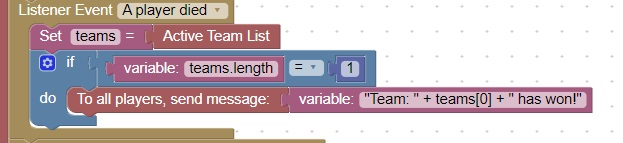 Listener Event A player died
Set teams = Active Team List
if variable: teams.length = 1
do To all players, send message: variable: "Team: " + teams[0] + " has won!"